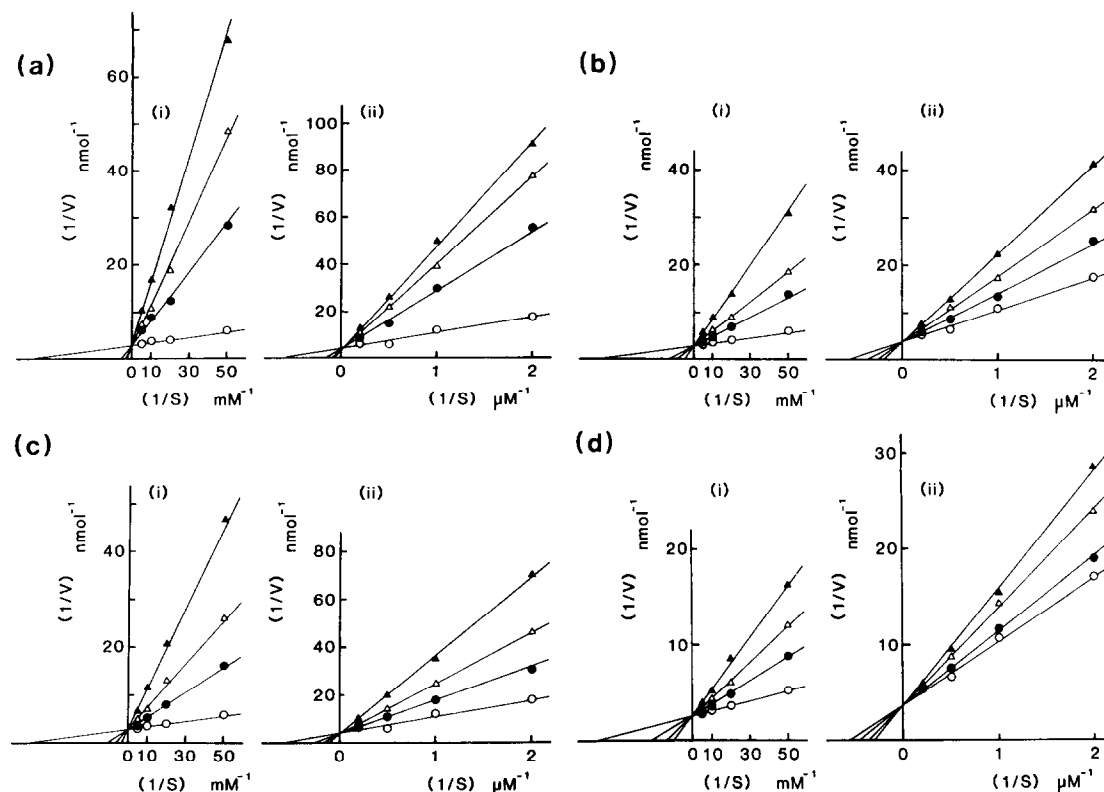 (a)
(i)
(1/V) nmol⁻¹
60
40
20
0 10 30 50
(1/S) mM⁻¹
(ii)
(1/V) nmol⁻¹
100
80
60
40
20
0 1 2
(1/S) µM⁻¹
(b)
(i)
(1/V) nmol⁻¹
40
20
0 10 30 50
(1/S) mM⁻¹
(ii)
(1/V) nmol⁻¹
40
20
0 1 2
(1/S) µM⁻¹
(c)
(i)
(1/V) nmol⁻¹
40
20
0 10 30 50
(1/S) mM⁻¹
(ii)
(1/V) nmol⁻¹
80
60
40
20
0 1 2
(1/S) µM⁻¹
(d)
(i)
(1/V) nmol⁻¹
20
10
0 10 30 50
(1/S) mM⁻¹
(ii)
(1/V) nmol⁻¹
30
20
10
0 1 2
(1/S) µM⁻¹